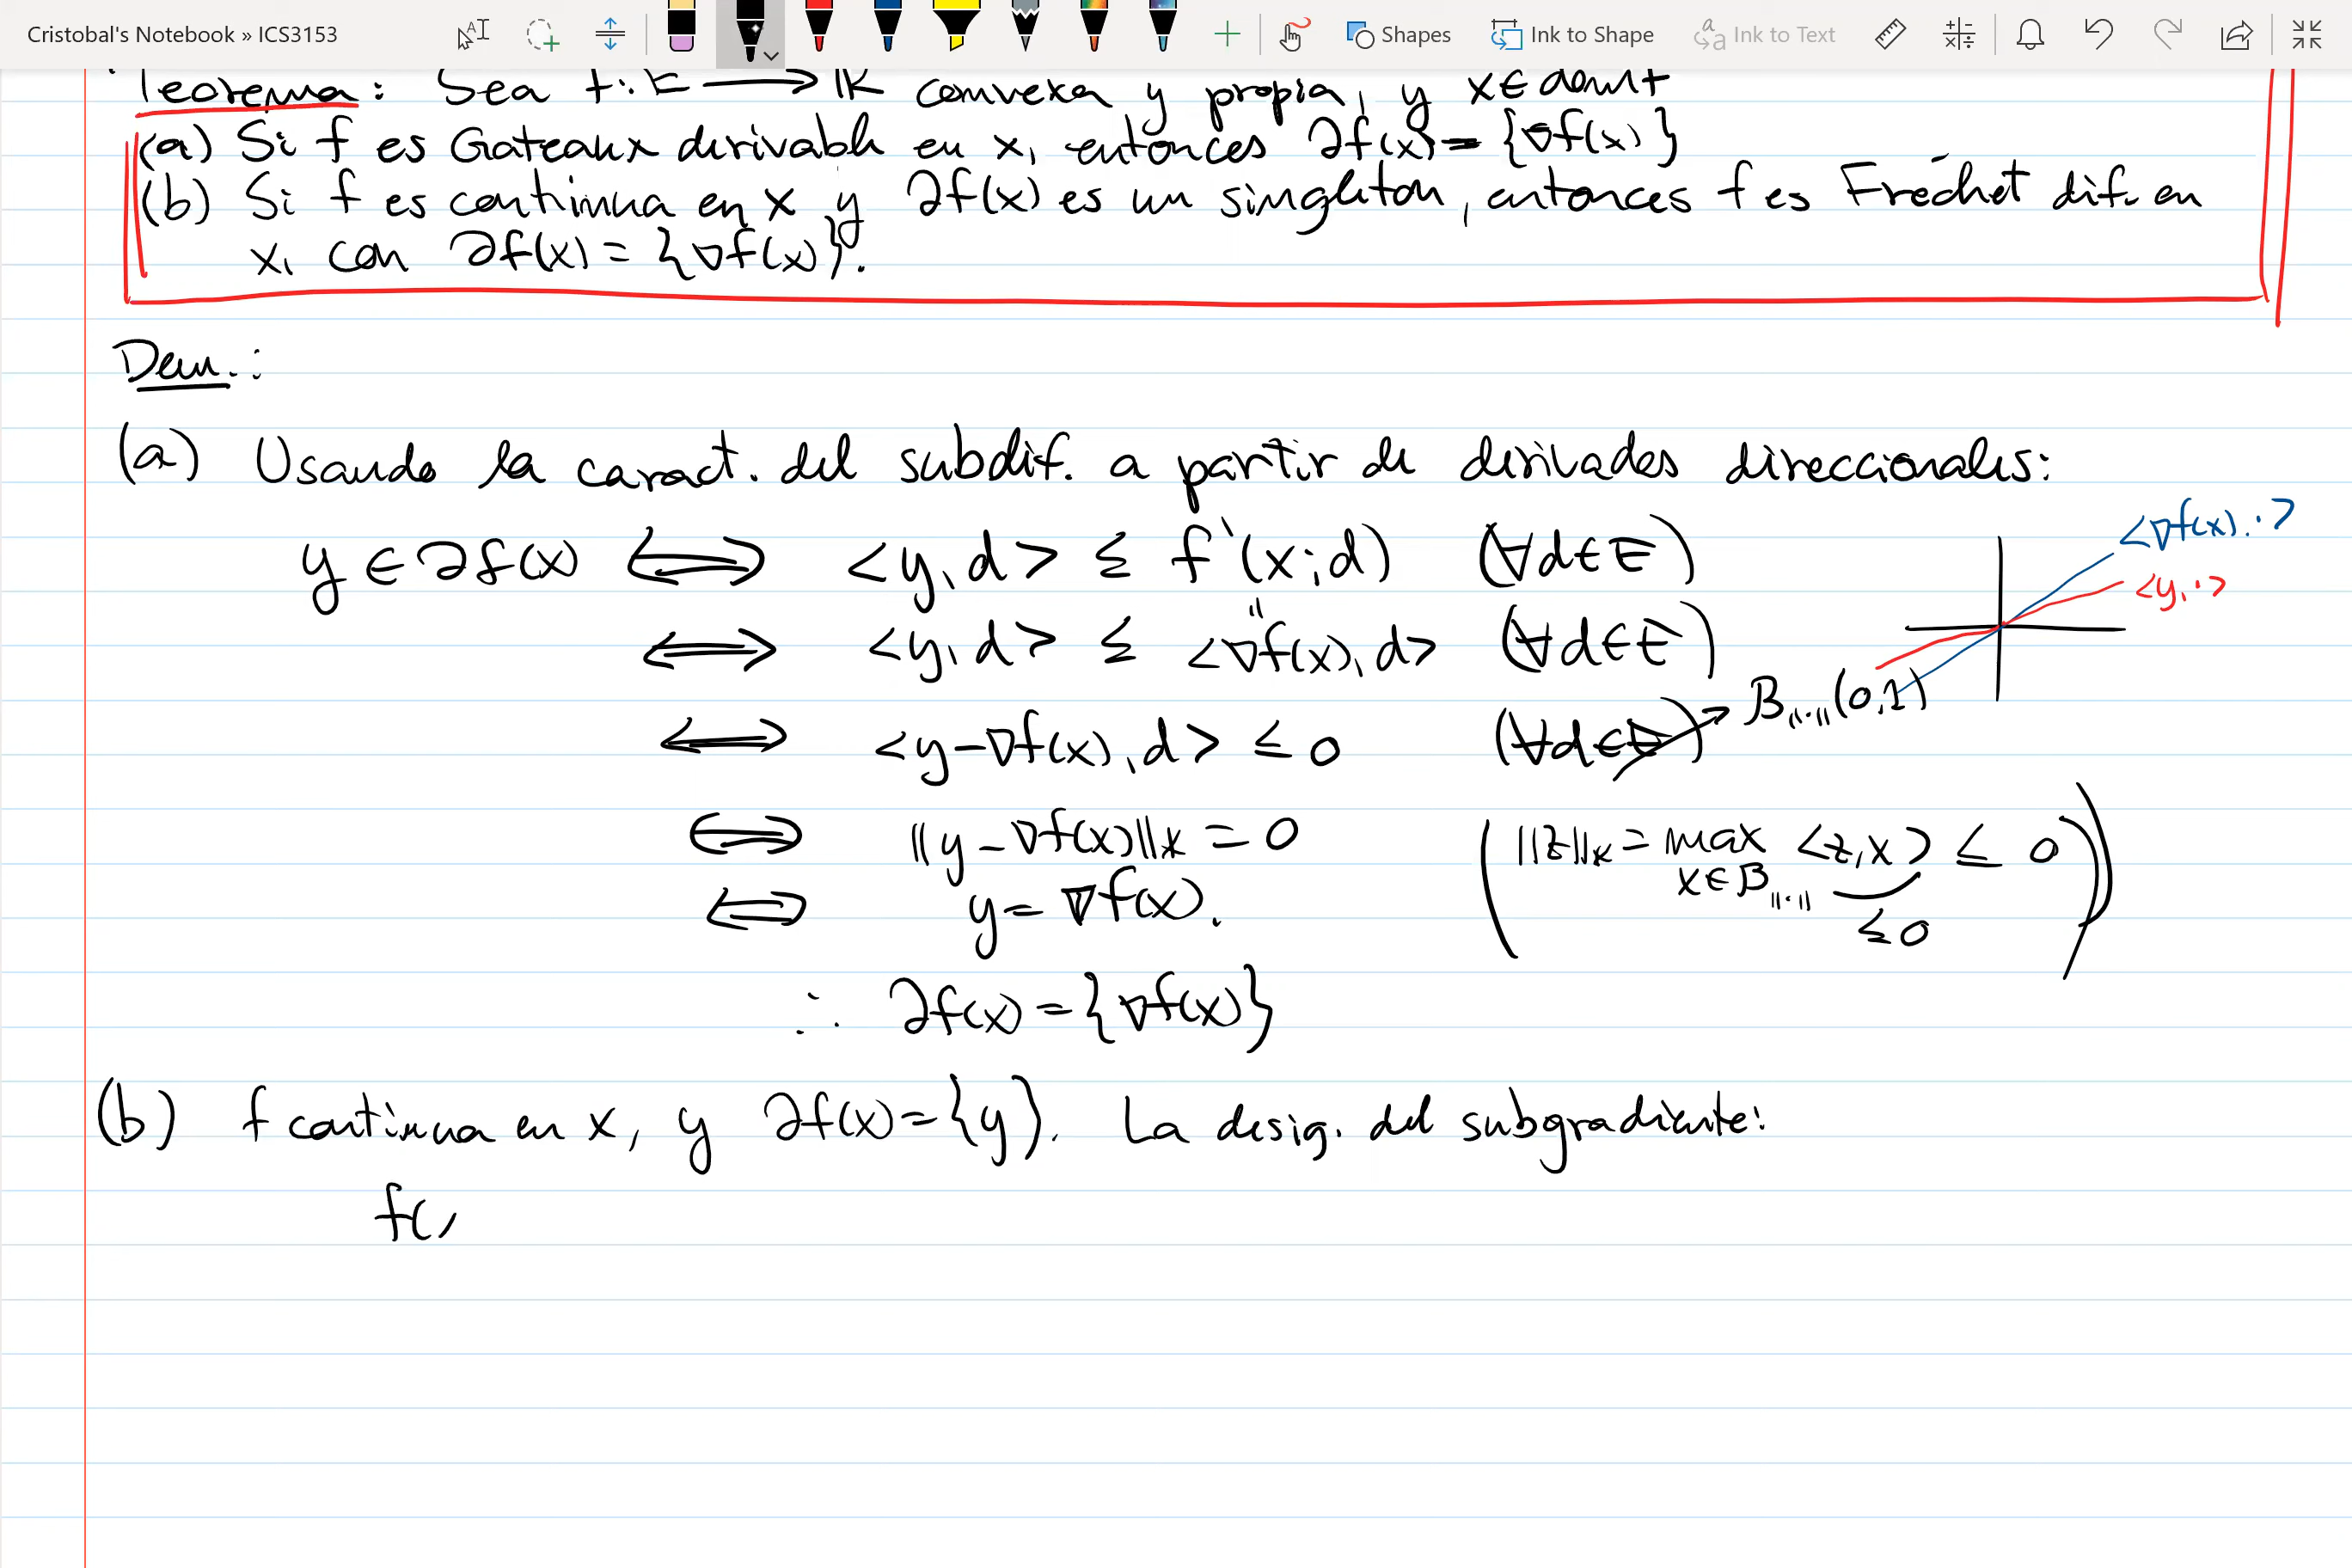 Cristobal's Notebook » ICS3153
Shapes
Ink to Shape
Ink to Text
Teorema: Sea f: E → ℝ convexa y propia, y x∈domf
(a) Si f es Gateaux derivable en x, entonces ∂f(x) = {∇f(x)}
(b) Si f es continua en x y ∂f(x) es un singleton, entonces f es Fréchet dif. en
x, con ∂f(x) = {∇f(x)}.
Dem.:
(a) Usando la caract. del subdif. a partir de derivadas direccionales:
y ∈ ∂f(x) ⟺ <y,d> ≤ f'(x;d) (∀d∈E)
"
⟺ <y,d> ≤ <∇f(x),d> (∀d∈E)
<∇f(x),·>
<y,·>
⟺ <y-∇f(x),d> ≤ 0 (∀d∈E) → B‖·‖(0,1)
⟺ ‖y-∇f(x)‖* = 0 (‖z‖* = max <z,x> ≤ 0)
x∈B‖·‖ ≤0
⟺ y = ∇f(x).
∴ ∂f(x) = {∇f(x)}
(b) f continua en x, y ∂f(x) = {y}. La desig. del subgradiente:
f(